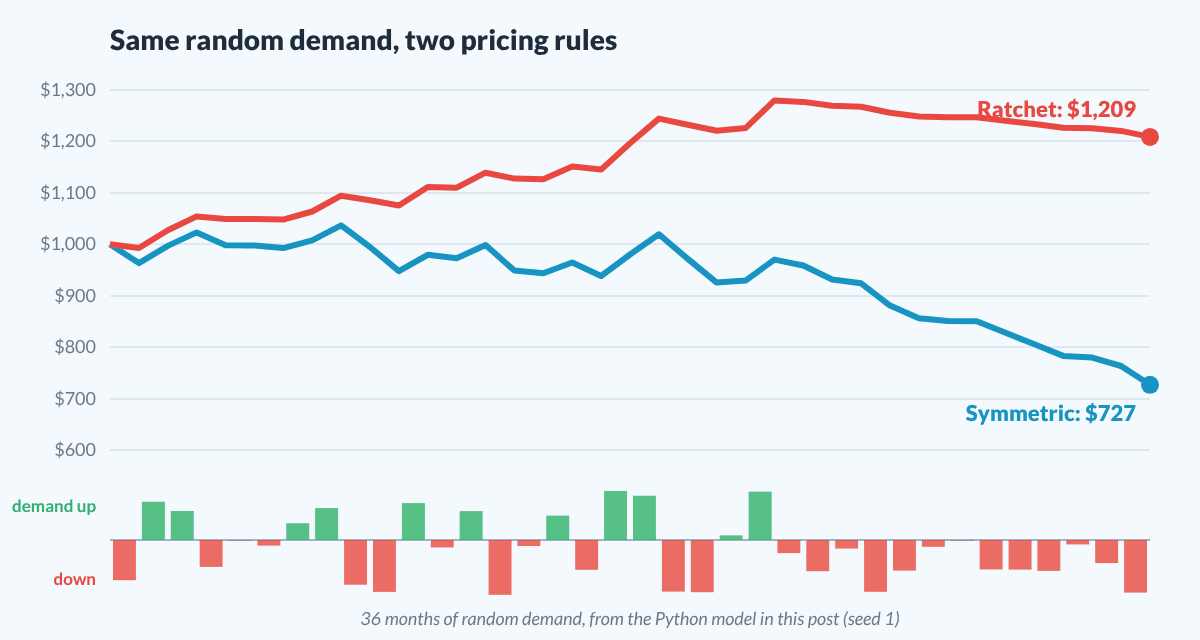 Same random demand, two pricing rules
$1,300
Ratchet: $1,209
$1,200
$1,100
$1,000
$900
$800
$700
Symmetric: $727
$600
demand up
down
36 months of random demand, from the Python model in this post (seed 1)